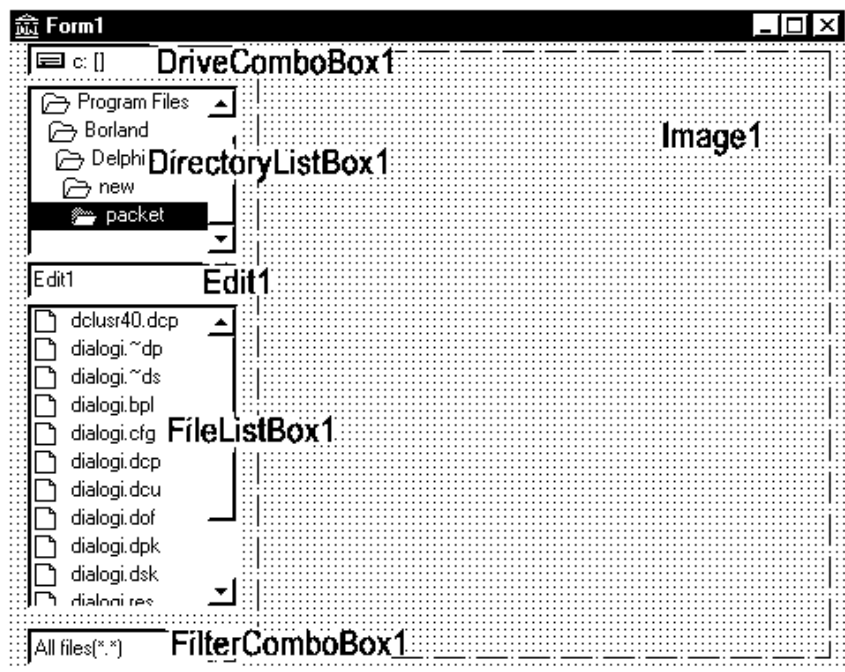 Form1
c: [] DriveComboBox1
Program Files
Borland
Image1
Delphi DirectoryListBox1
new
packet
Edit1 Edit1
dclusr40.dcp
dialogi.~dp
dialogi.~ds
dialogi.bpl
dialogi.cfg FileListBox1
dialogi.dcp
dialogi.dcu
dialogi.dof
dialogi.dpk
dialogi.dsk
dialogi.res
All files(*.*) FilterComboBox1